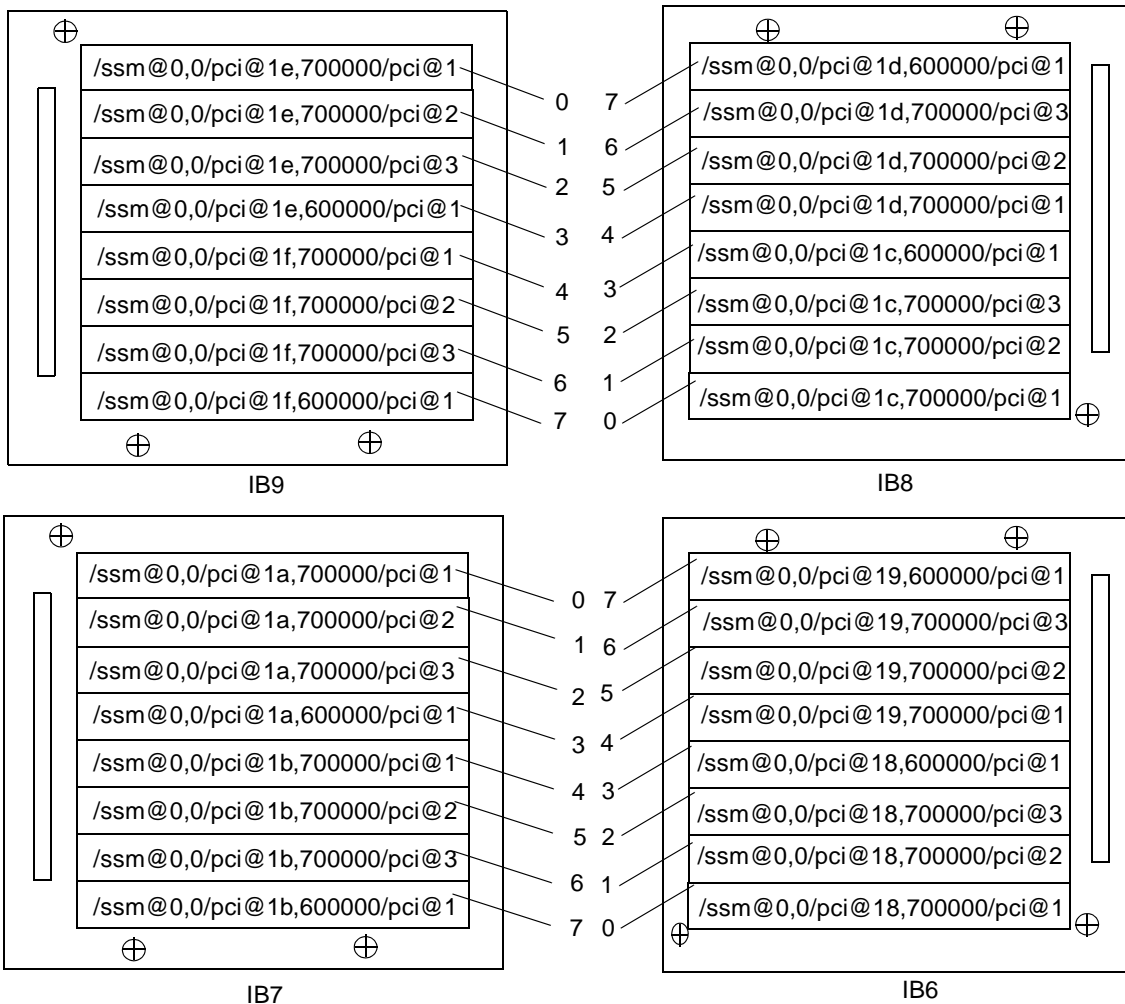 /ssm@0,0/pci@1e,700000/pci@1
/ssm@0,0/pci@1e,700000/pci@2
/ssm@0,0/pci@1e,700000/pci@3
/ssm@0,0/pci@1e,600000/pci@1
/ssm@0,0/pci@1f,700000/pci@1
/ssm@0,0/pci@1f,700000/pci@2
/ssm@0,0/pci@1f,700000/pci@3
/ssm@0,0/pci@1f,600000/pci@1
0 7
1 6
2 5
3 4
4 3
5 2
6 1
7 0
/ssm@0,0/pci@1d,600000/pci@1
/ssm@0,0/pci@1d,700000/pci@3
/ssm@0,0/pci@1d,700000/pci@2
/ssm@0,0/pci@1d,700000/pci@1
/ssm@0,0/pci@1c,600000/pci@1
/ssm@0,0/pci@1c,700000/pci@3
/ssm@0,0/pci@1c,700000/pci@2
/ssm@0,0/pci@1c,700000/pci@1
IB9
IB8
/ssm@0,0/pci@1a,700000/pci@1
/ssm@0,0/pci@1a,700000/pci@2
/ssm@0,0/pci@1a,700000/pci@3
/ssm@0,0/pci@1a,600000/pci@1
/ssm@0,0/pci@1b,700000/pci@1
/ssm@0,0/pci@1b,700000/pci@2
/ssm@0,0/pci@1b,700000/pci@3
/ssm@0,0/pci@1b,600000/pci@1
0 7
1 6
2 5
3 4
4 3
5 2
6 1
7 0
/ssm@0,0/pci@19,600000/pci@1
/ssm@0,0/pci@19,700000/pci@3
/ssm@0,0/pci@19,700000/pci@2
/ssm@0,0/pci@19,700000/pci@1
/ssm@0,0/pci@18,600000/pci@1
/ssm@0,0/pci@18,700000/pci@3
/ssm@0,0/pci@18,700000/pci@2
/ssm@0,0/pci@18,700000/pci@1
IB7
IB6